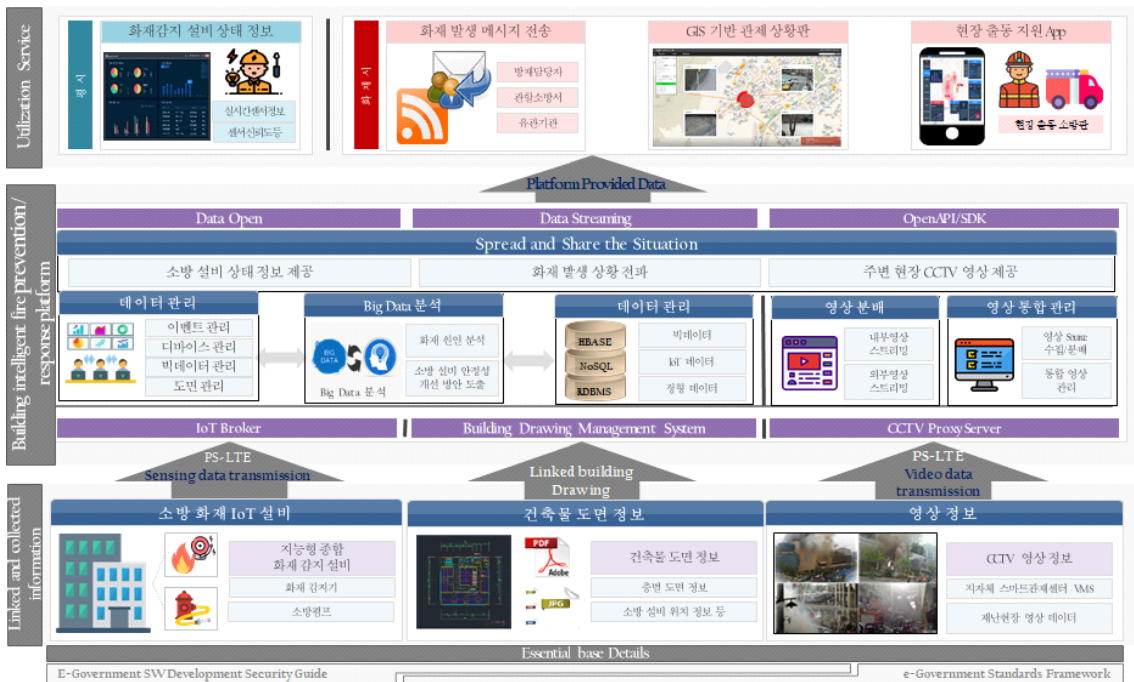 Utilization Service
평 시
화재감지 설비 상태 정보
실시간센서정보
센서신뢰도등
화 재 시
화재 발생 메시지 전송
방재담당자
관할소방서
유관기관
GIS 기반 관제 상황판
현장 출동 지원 App
현장 출동 소방관
Platform Provided Data
Building intelligent fire prevention/
response platform
Data Open
Data Streaming
OpenAPI/SDK
Spread and Share the Situation
소방 설비 상태 정보 제공
화재 발생 상황 전파
주변 현장 CCTV 영상 제공
데이터 관리
이벤트 관리
디바이스 관리
빅데이터 관리
도면 관리
Big Data 분석
BIG
DATA
Big Data 분석
화재 원인 분석
소방 설비 안정성
개선 방안 도출
데이터 관리
HBASE
NoSQL
RDBMS
빅데이터
IoT 데이터
정형 데이터
영상 분배
내부영상
스트리밍
외부영상
스트리밍
영상 통합 관리
영상 Source
수집/분배
통합 영상
관리
IoT Broker
Building Drawing Management System
CCTV Proxy Server
PS-LTE
Sensing data transmission
Linked building
Drawing
PS-LTE
Video data
transmission
Linked and collected
information
소방 화재 IoT 설비
지능형 종합
화재 감지 설비
화재 감지기
소방펌프
건축물 도면 정보
PDF
Adobe
JPG
건축물 도면 정보
층별 도면 정보
소방 설비 위치 정보 등
영상 정보
CCTV 영상 정보
지자체 스마트관제센터 VMS
재난현장 영상 데이터
Essential base Details
E-Government SW Development Security Guide
e-Government Standards Framework